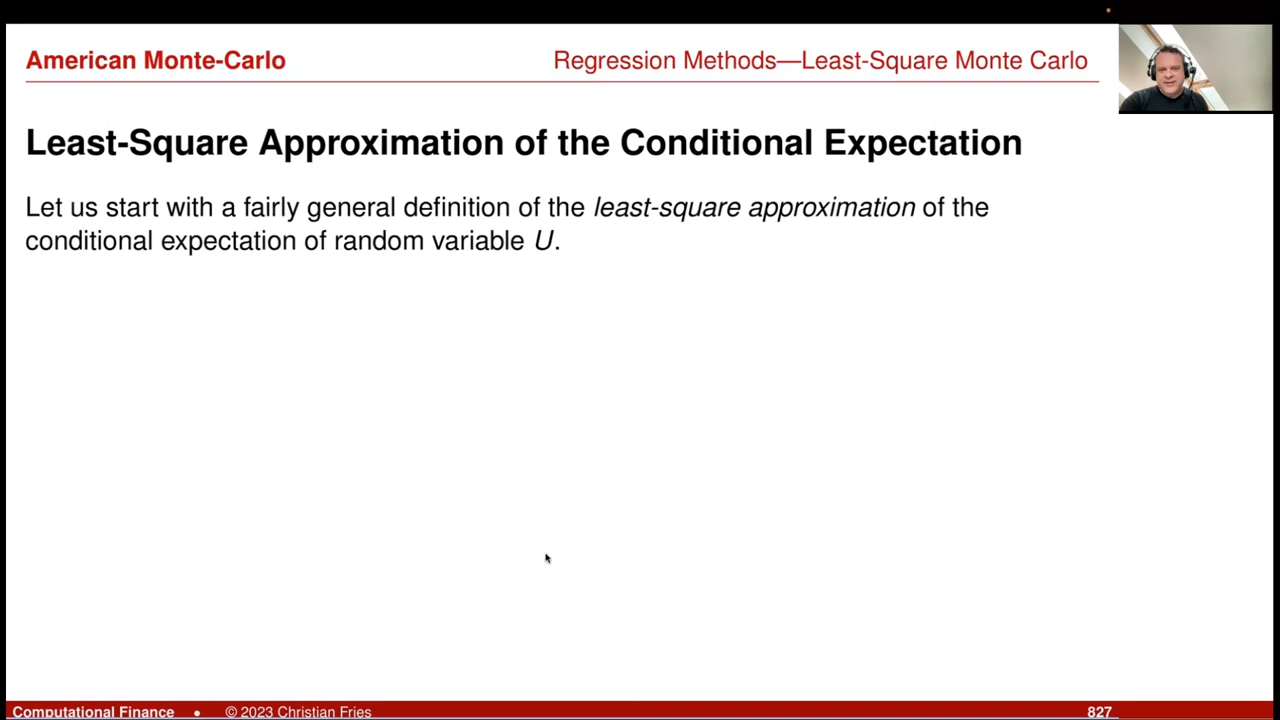 American Monte-Carlo
Regression Methods—Least-Square Monte Carlo
Least-Square Approximation of the Conditional Expectation
Let us start with a fairly general definition of the least-square approximation of the
conditional expectation of random variable U.
Computational Finance • © 2023 Christian Fries 827